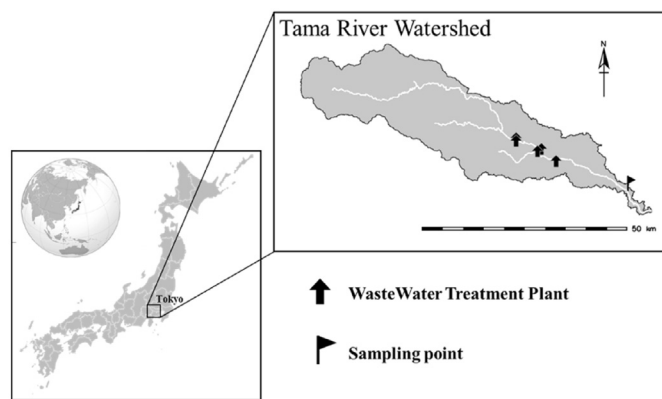 Tama River Watershed
N
50 km
Tokyo
WasteWater Treatment Plant
Sampling point